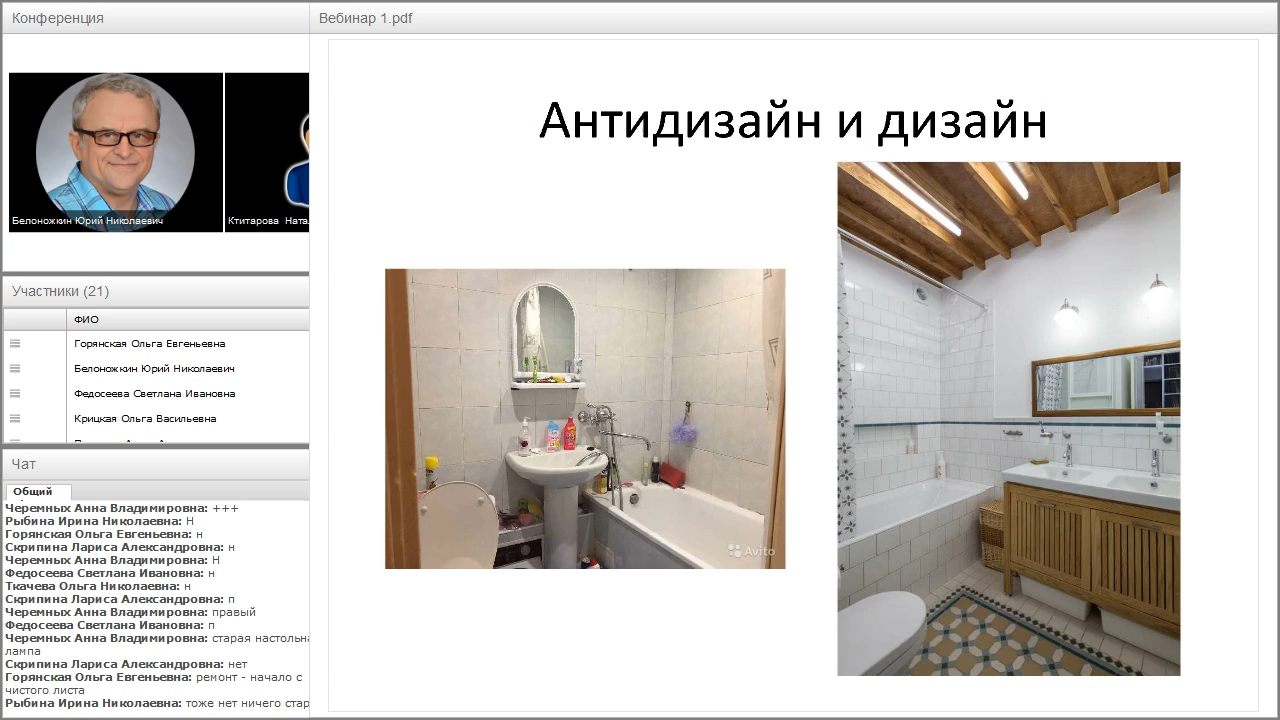 Конференция
Вебинар 1.pdf
Белоножкин Юрий Николаевич
Ктитарова
Участники (21)
ФИО
Горянская Ольга Евгеньевна
Белоножкин Юрий Николаевич
Федосеева Светлана Ивановна
Крицкая Ольга Васильевна
Чат
Общий
Черемных Анна Владимировна: +++
Рыбина Ирина Николаевна: Н
Горянская Ольга Евгеньевна: н
Скрипина Лариса Александровна: н
Черемных Анна Владимировна: Н
Федосеева Светлана Ивановна: н
Ткачева Ольга Николаевна: н
Скрипина Лариса Александровна: п
Черемных Анна Владимировна: правый
Федосеева Светлана Ивановна: п
Черемных Анна Владимировна: старая
лампа
Скрипина Лариса Александровна: нет
Горянская Ольга Евгеньевна: ремонт - начало с
чистого листа
Рыбина Ирина Николаевна: тоже нет ничего
Антидизайн и дизайн
Avito